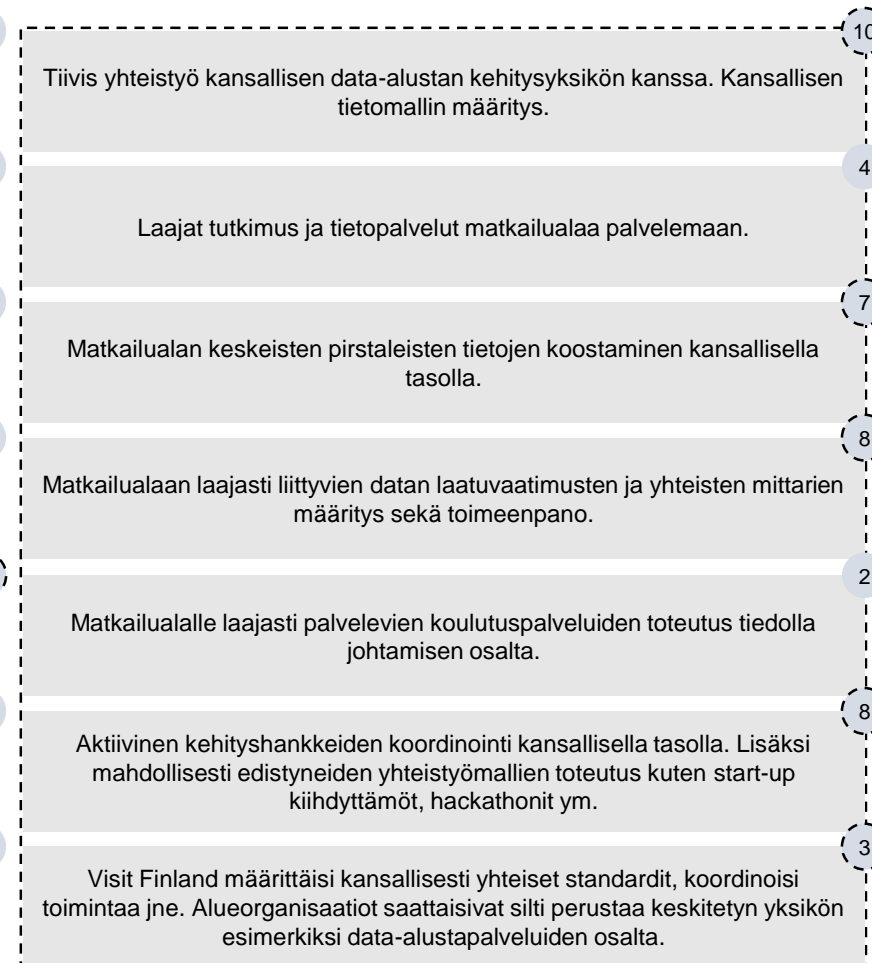 10
Tiivis yhteistyö kansallisen data-alustan kehitysyksikön kanssa. Kansallisen
tietomallin määritys.
4
Laajat tutkimus ja tietopalvelut matkailualaa palvelemaan.
7
Matkailualan keskeisten pirstaleisten tietojen koostaminen kansallisella
tasolla.
8
Matkailualaan laajasti liittyvien datan laatuvaatimusten ja yhteisten mittarien
määritys sekä toimeenpano.
2
Matkailualalle laajasti palvelevien koulutuspalveluiden toteutus tiedolla
johtamisen osalta.
8
Aktiivinen kehityshankkeiden koordinointi kansallisella tasolla. Lisäksi
mahdollisesti edistyneiden yhteistyömallien toteutus kuten start-up
kiihdyttämöt, hackathonit ym.
3
Visit Finland määrittäisi kansallisesti yhteiset standardit, koordinoisi
toimintaa jne. Alueorganisaatiot saattaisivat silti perustaa keskitetyn yksikön
esimerkiksi data-alustapalveluiden osalta.